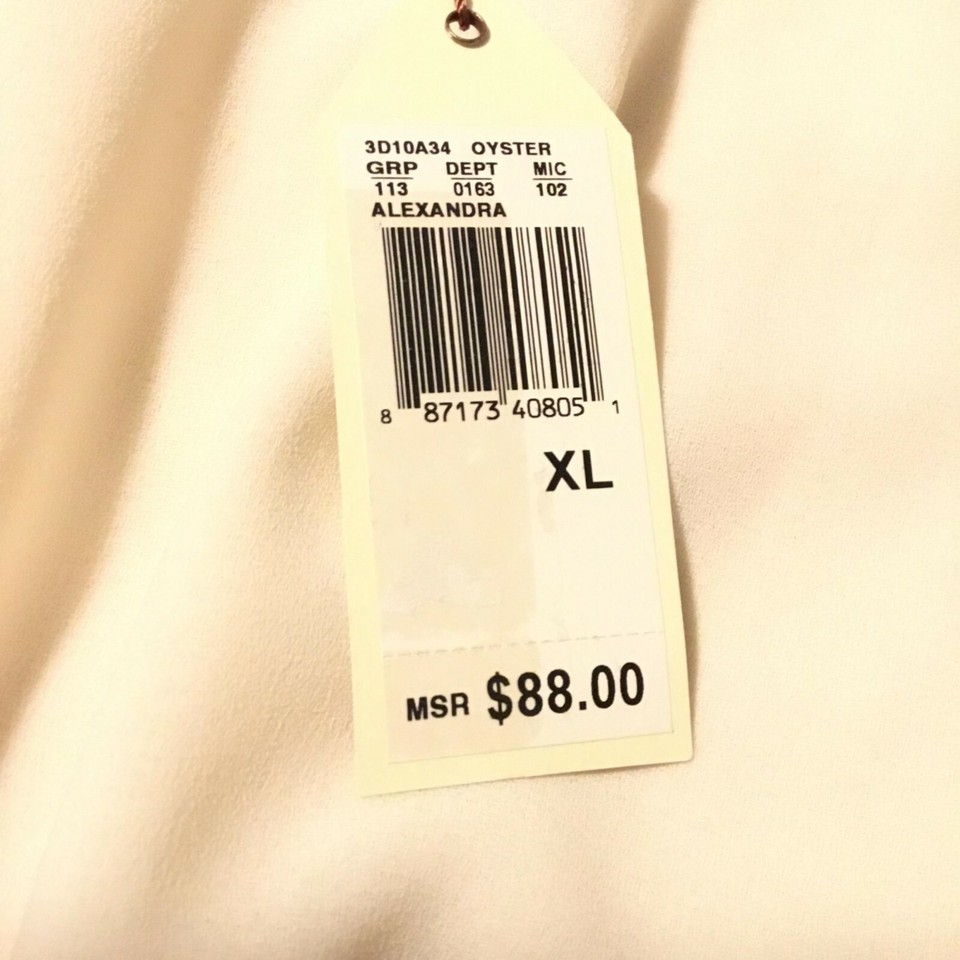 3D10A34 OYSTER
GRP DEPT MIC
113 0163 102
ALEXANDRA
8 87173 40805 1
XL
MSR $88.00